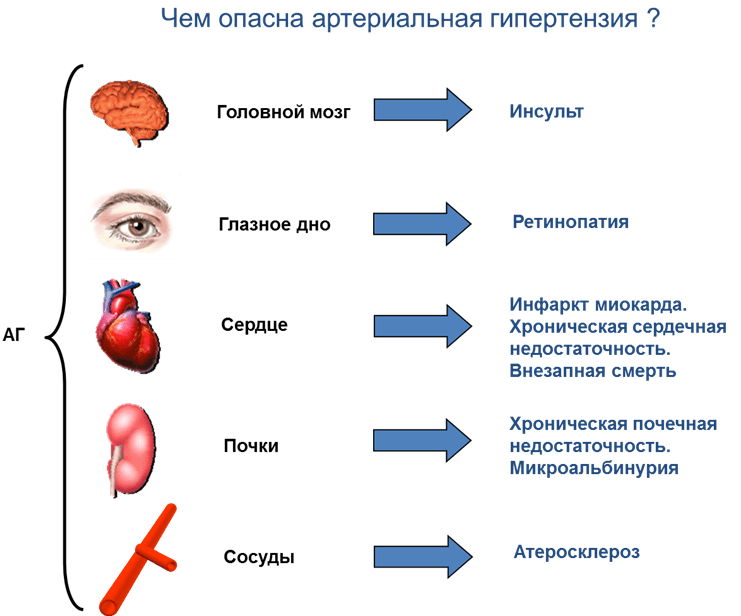 Чем опасна артериальная гипертензия ?
Головной мозг
Инсульт
Глазное дно
Ретинопатия
АГ
Сердце
Инфаркт миокарда.
Хроническая сердечная
недостаточность.
Внезапная смерть
Почки
Хроническая почечная
недостаточность.
Микроальбинурия
Сосуды
Атеросклероз